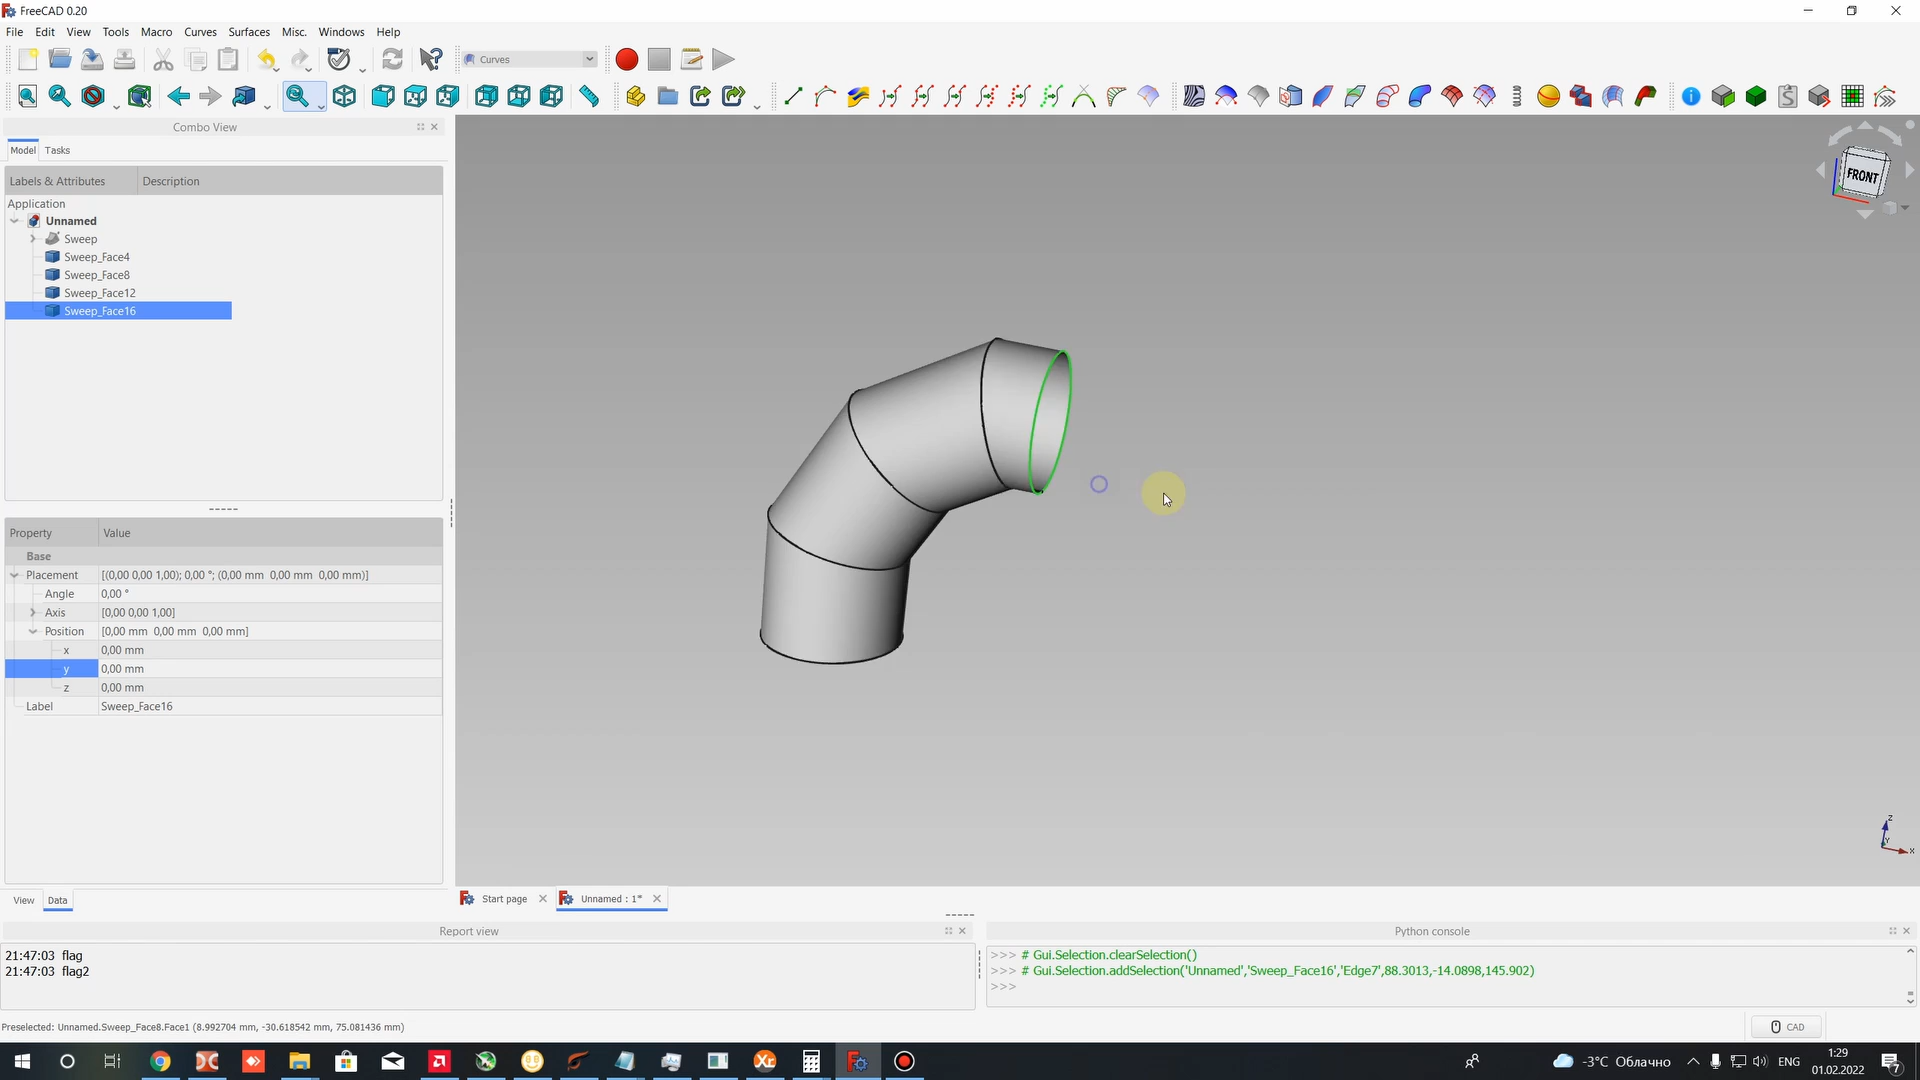 FreeCAD 0.20
File Edit View Tools Macro Curves Surfaces Misc. Windows Help
Curves
Combo View
Model Tasks
Labels & Attributes Description
Application
Unnamed
Sweep
Sweep_Face4
Sweep_Face8
Sweep_Face12
Sweep_Face16
FRONT
Property Value
Base
Placement [(0,00 0,00 1,00); 0,00 °; (0,00 mm 0,00 mm 0,00 mm)]
Angle 0,00 °
Axis [0,00 0,00 1,00]
Position [0,00 mm 0,00 mm 0,00 mm]
x 0,00 mm
y 0,00 mm
z 0,00 mm
Label Sweep_Face16
Z
Y
X
View Data
Start page Unnamed : 1*
Report view
21:47:03 flag
21:47:03 flag2
Python console
>>> # Gui.Selection.clearSelection()
>>> # Gui.Selection.addSelection('Unnamed','Sweep_Face16','Edge7',88.3013,-14.0898,145.902)
>>>
Preselected: Unnamed.Sweep_Face8.Face1 (8.992704 mm, -30.618542 mm, 75.081436 mm)
CAD
Xr
-3°C Облачно
ENG
1:29
01.02.2022
7